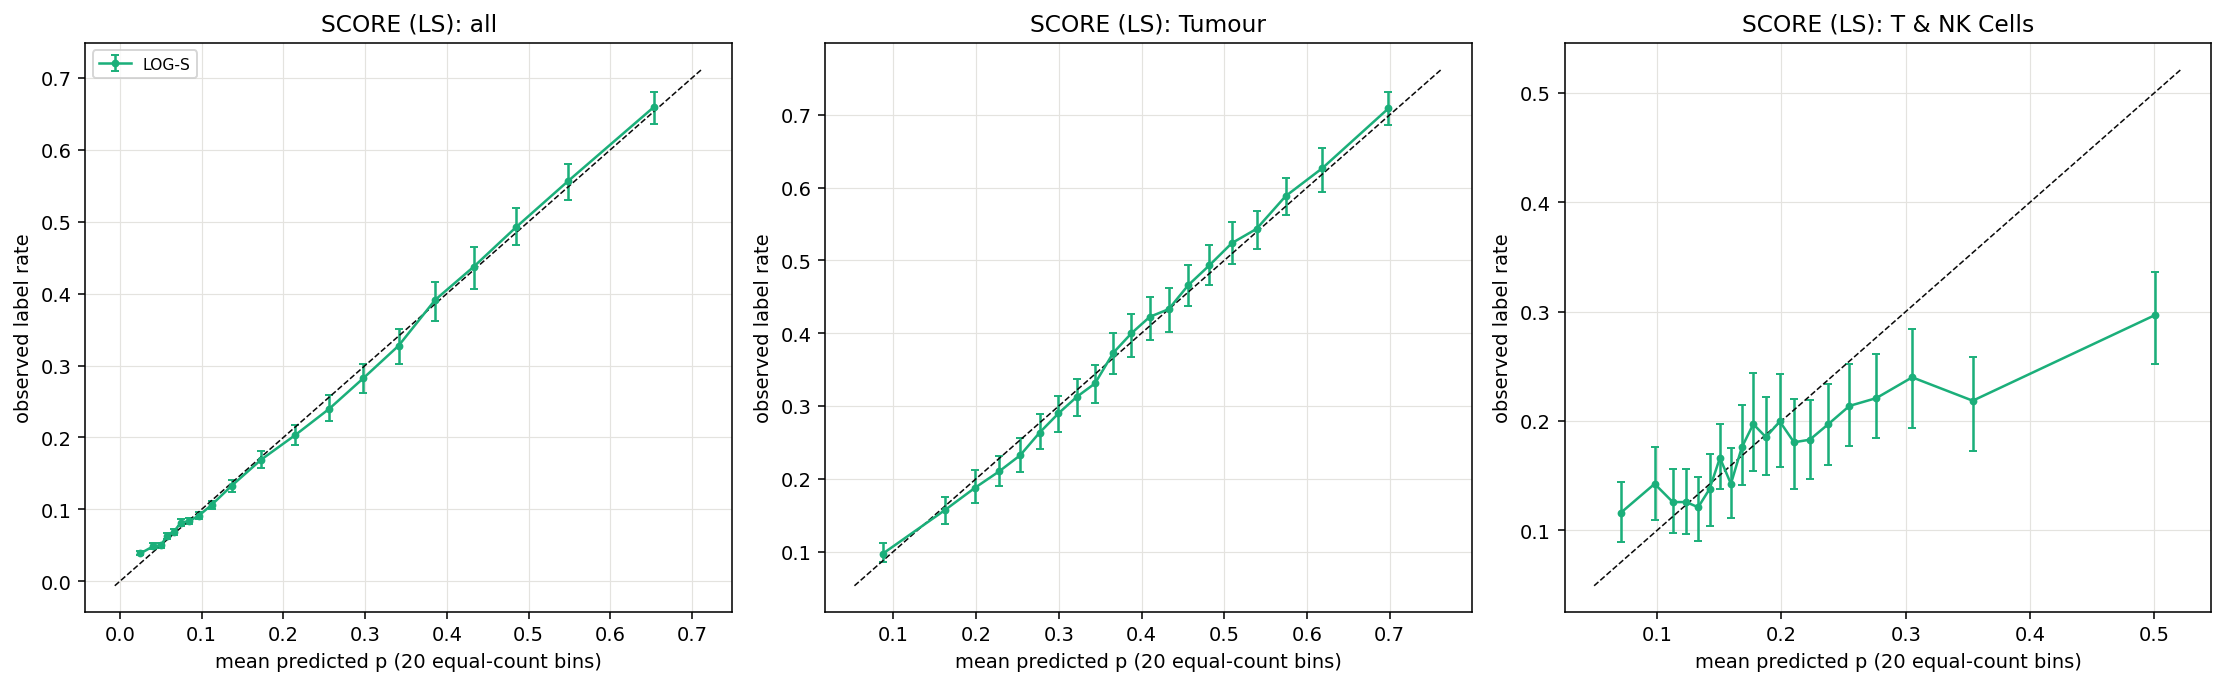 SCORE (LS): all
LOG-S
observed label rate
0.7
0.6
0.5
0.4
0.3
0.2
0.1
0.0
0.0 0.1 0.2 0.3 0.4 0.5 0.6 0.7
mean predicted p (20 equal-count bins)
SCORE (LS): Tumour
observed label rate
0.7
0.6
0.5
0.4
0.3
0.2
0.1
0.1 0.2 0.3 0.4 0.5 0.6 0.7
mean predicted p (20 equal-count bins)
SCORE (LS): T & NK Cells
observed label rate
0.5
0.4
0.3
0.2
0.1
0.1 0.2 0.3 0.4 0.5
mean predicted p (20 equal-count bins)